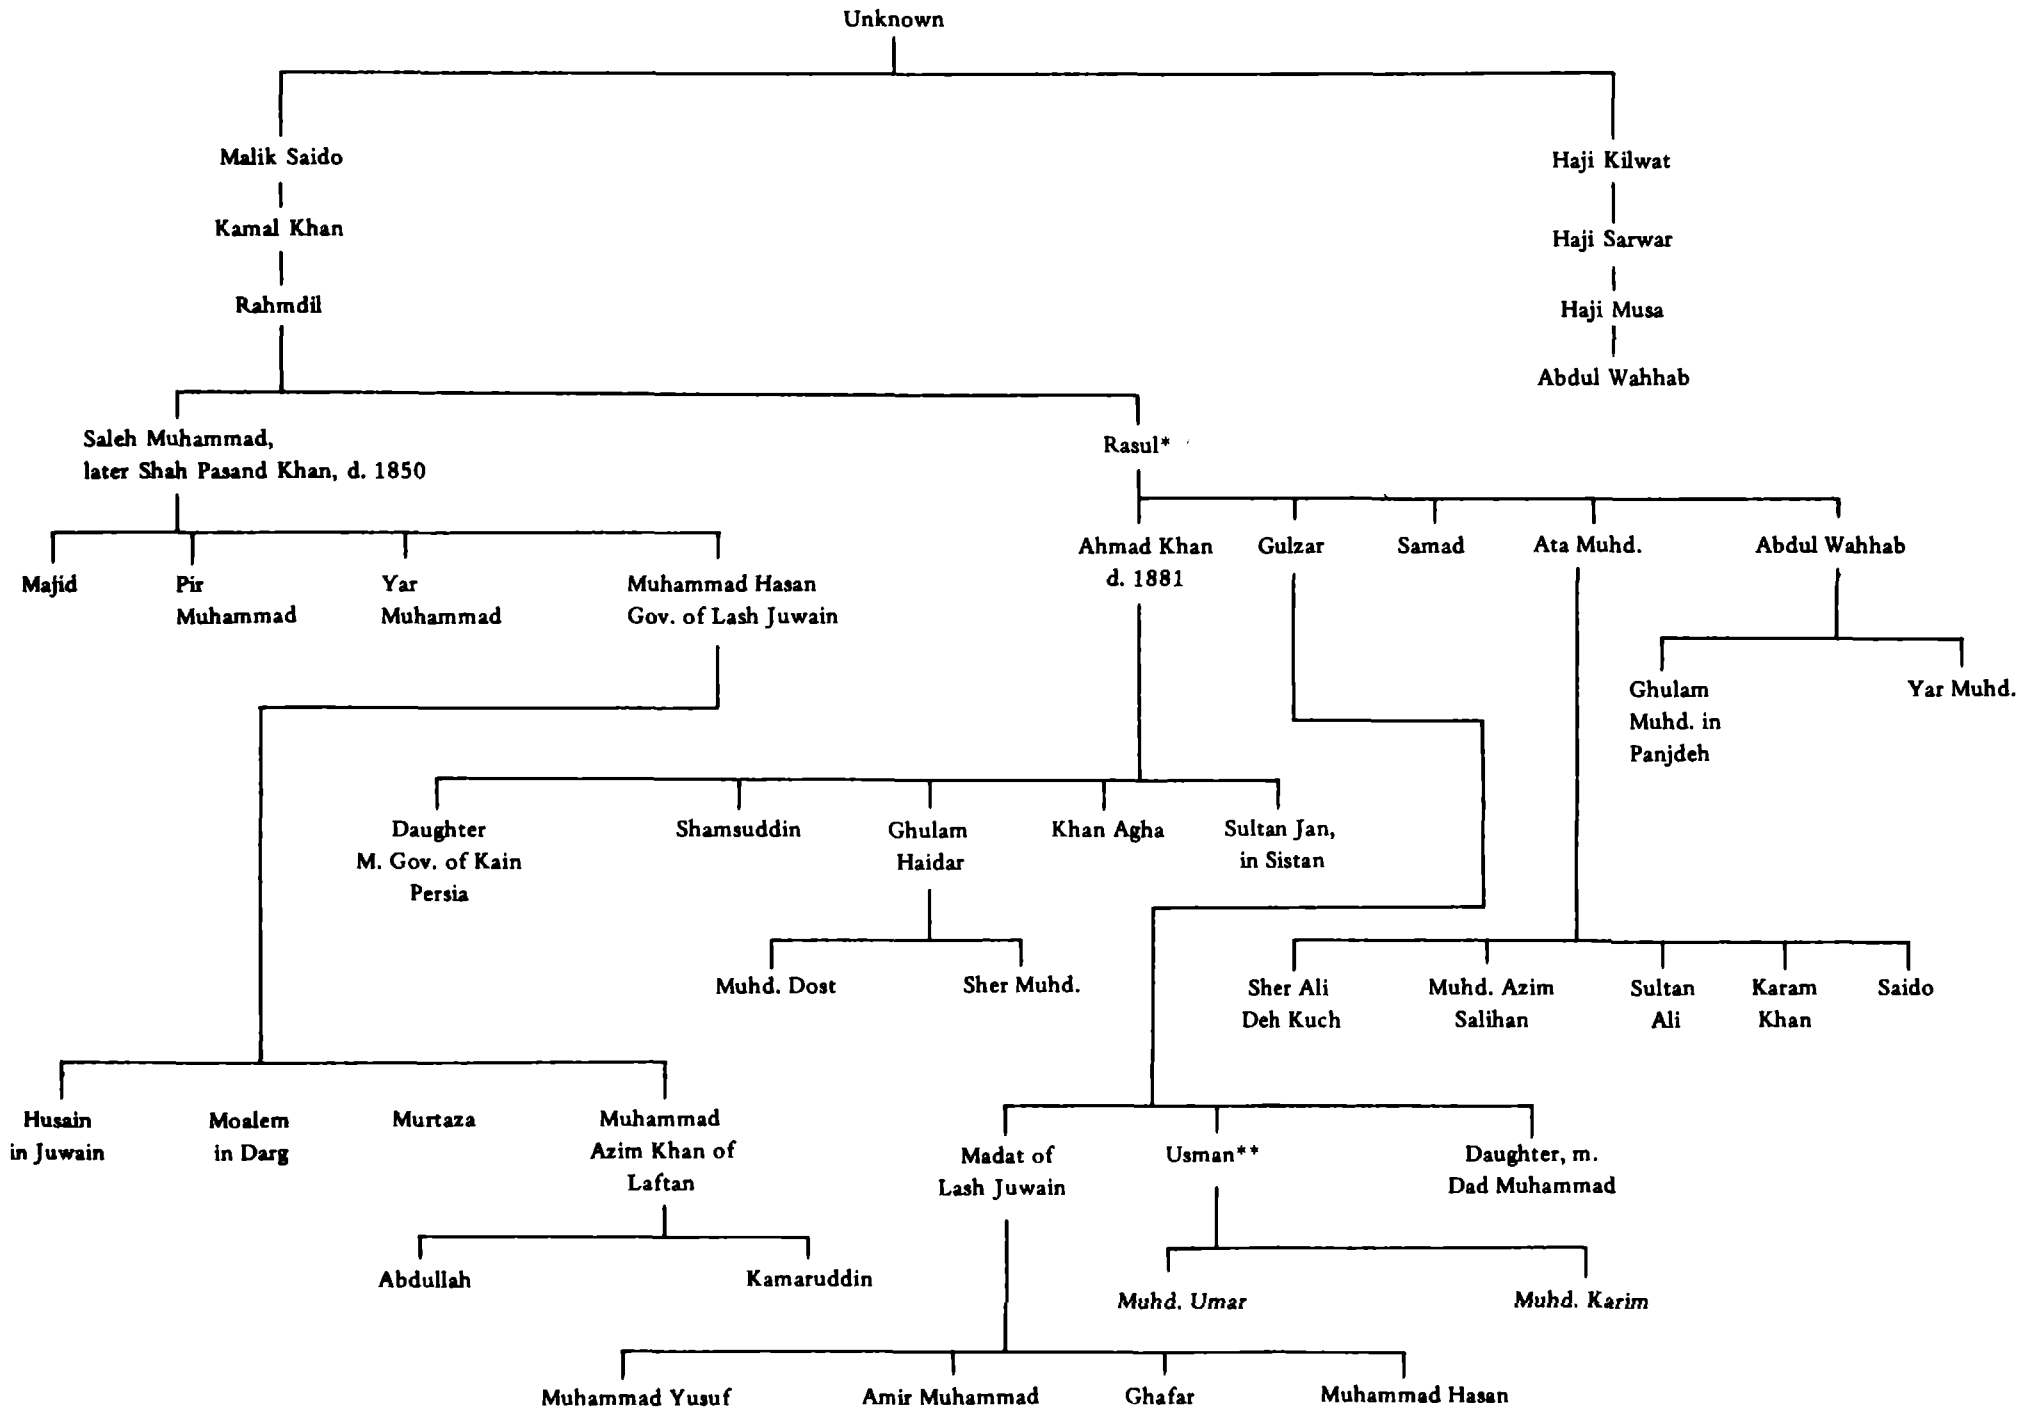 Unknown
Malik Saido
Haji Kilwat
Kamal Khan
Haji Sarwar
Rahmdil
Haji Musa
Abdul Wahhab
Saleh Muhammad,
later Shah Pasand Khan, d. 1850
Rasul*
Majid
Pir
Muhammad
Yar
Muhammad
Muhammad Hasan
Gov. of Lash Juwain
Ahmad Khan
d. 1881
Gulzar
Samad
Ata Muhd.
Abdul Wahhab
Ghulam
Muhd. in
Panjdeh
Yar Muhd.
Daughter
M. Gov. of Kain
Persia
Shamsuddin
Ghulam
Haidar
Khan Agha
Sultan Jan,
in Sistan
Muhd. Dost
Sher Muhd.
Sher Ali
Deh Kuch
Muhd. Azim
Salihan
Sultan
Ali
Karam
Khan
Saido
Husain
in Juwain
Moalem
in Darg
Murtaza
Muhammad
Azim Khan of
Laftan
Madat of
Lash Juwain
Usman**
Daughter, m.
Dad Muhammad
Abdullah
Kamaruddin
Muhd. Umar
Muhd. Karim
Muhammad Yusuf
Amir Muhammad
Ghafar
Muhammad Hasan